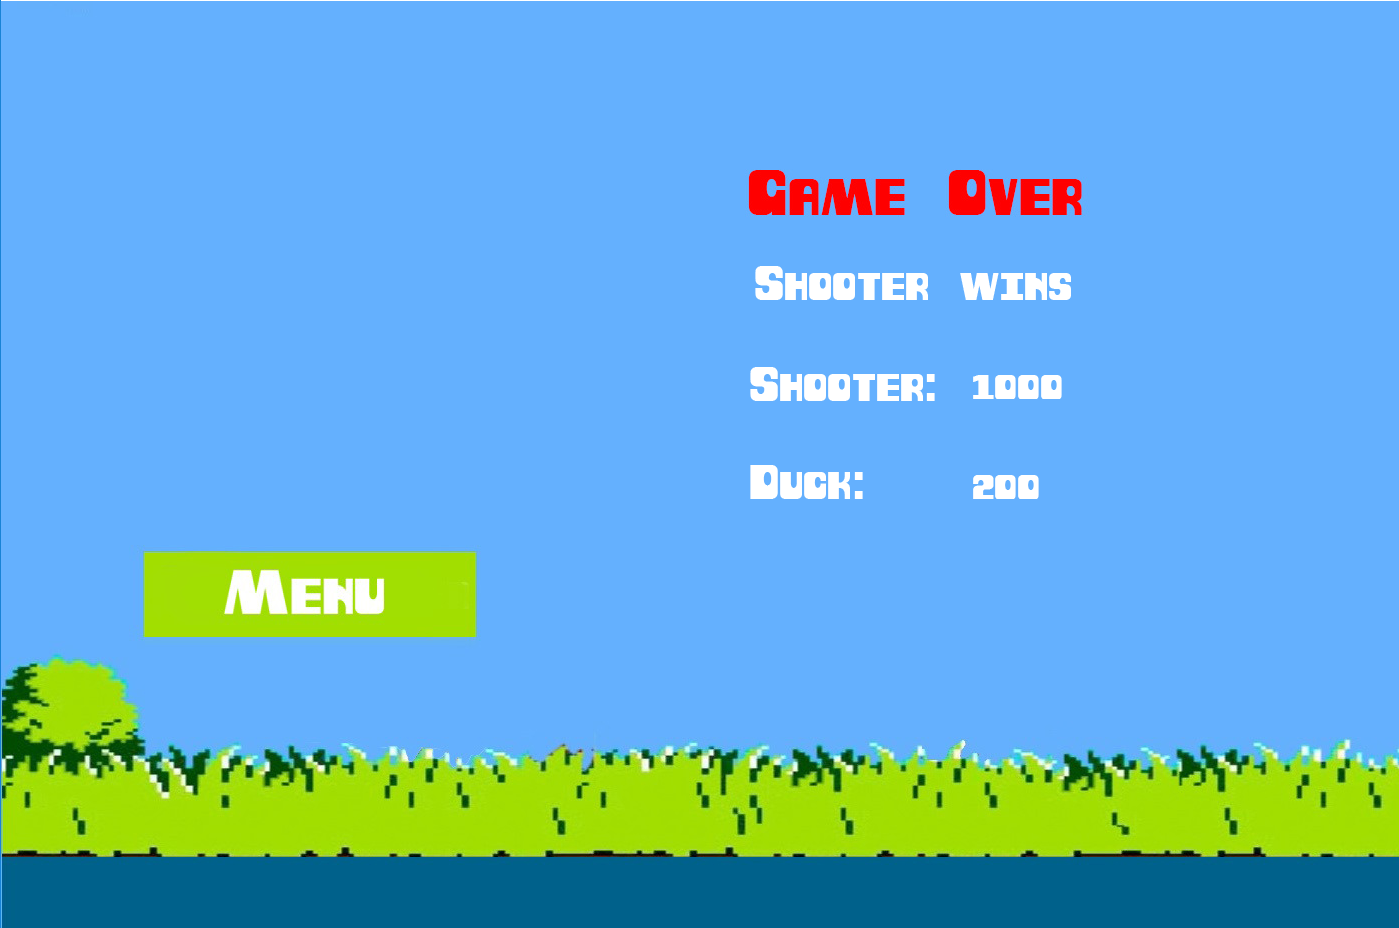 Game Over
Shooter wins
Shooter: 1000
Duck: 200
Menu